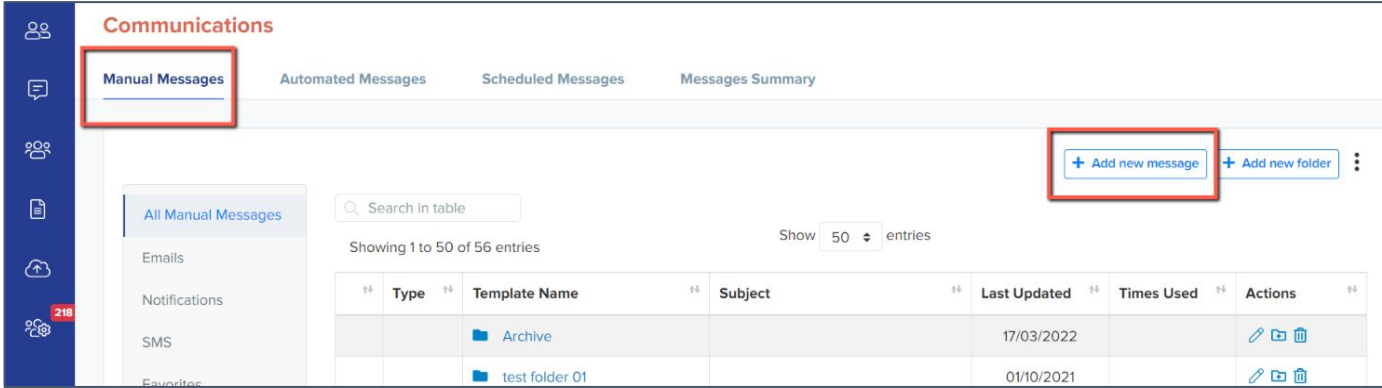 Communications
Manual Messages Automated Messages Scheduled Messages Messages Summary
+ Add new message + Add new folder
All Manual Messages
Search in table
Emails
Showing 1 to 50 of 56 entries
Show 50 entries
Notifications
Type Template Name Subject Last Updated Times Used Actions
218
SMS
Archive 17/03/2022
Favorites
test folder 01 01/10/2021